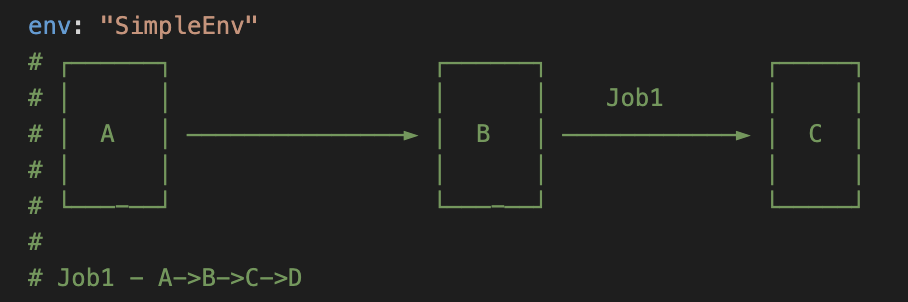 env: "SimpleEnv"
# ┌──────┐                 ┌──────┐               ┌─────┐
# │      │                 │      │    Job1       │     │
# │  A   │ ───────────────►│  B   │ ────────────► │  C  │
# │      │                 │      │               │     │
# └───_──┘                 └───_──┘               └─────┘
#
# Job1 - A->B->C->D